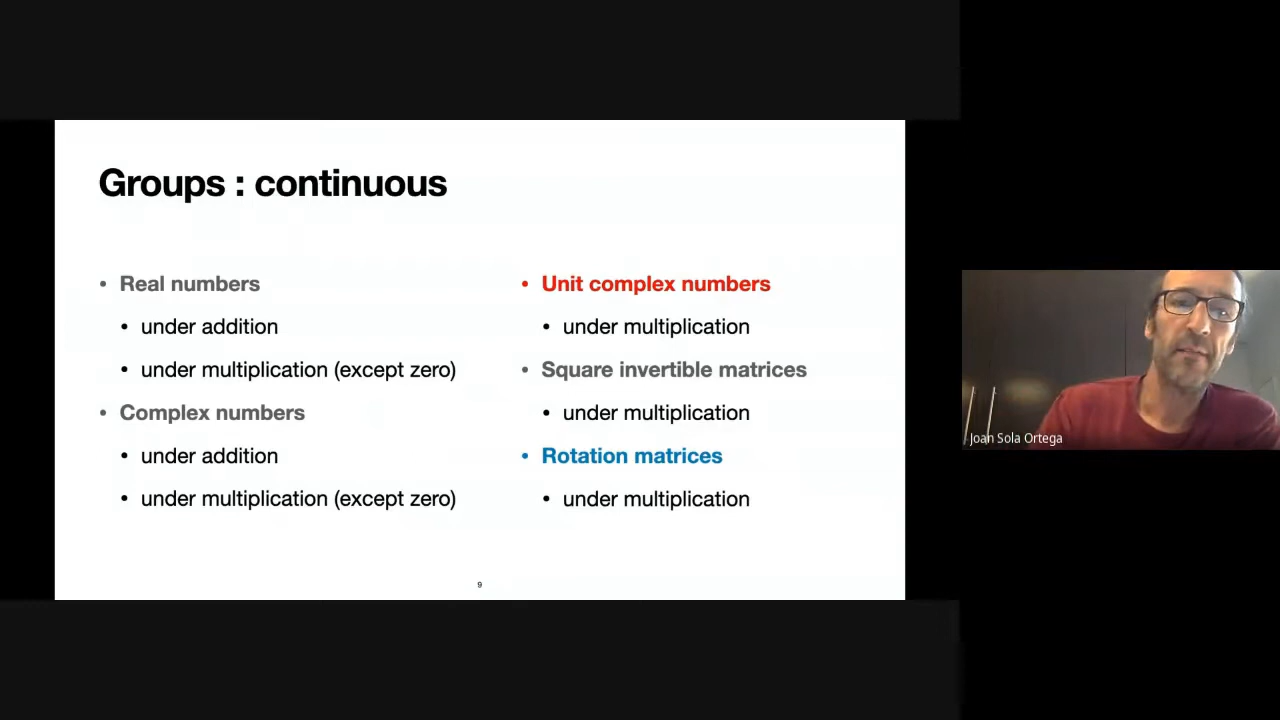 Groups : continuous
• Real numbers
• under addition
• under multiplication (except zero)
• Complex numbers
• under addition
• under multiplication (except zero)
• Unit complex numbers
• under multiplication
• Square invertible matrices
• under multiplication
• Rotation matrices
• under multiplication
9
Joan Sola Ortega